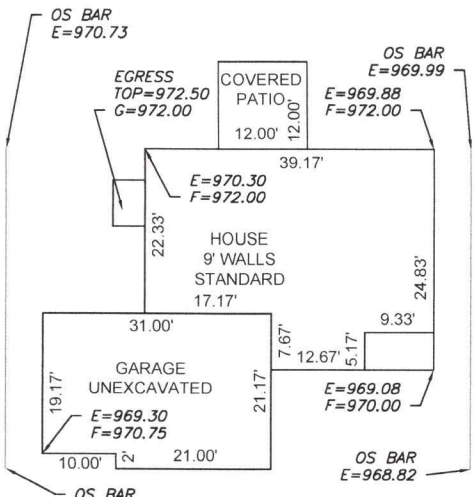 OS BAR
E=970.73
OS BAR
E=969.99
EGRESS
TOP=972.50
G=972.00
COVERED
PATIO
12.00'
12.00'
E=969.88
F=972.00
39.17'
E=970.30
F=972.00
22.33'
HOUSE
9' WALLS
STANDARD
17.17'
24.83'
31.00'
9.33'
7.67'
12.67'
5.17'
GARAGE
UNEXCAVATED
19.17'
21.17'
E=969.30
F=970.75
E=969.08
F=970.00
10.00'
2'
21.00'
OS BAR
E=968.82
OS BAR